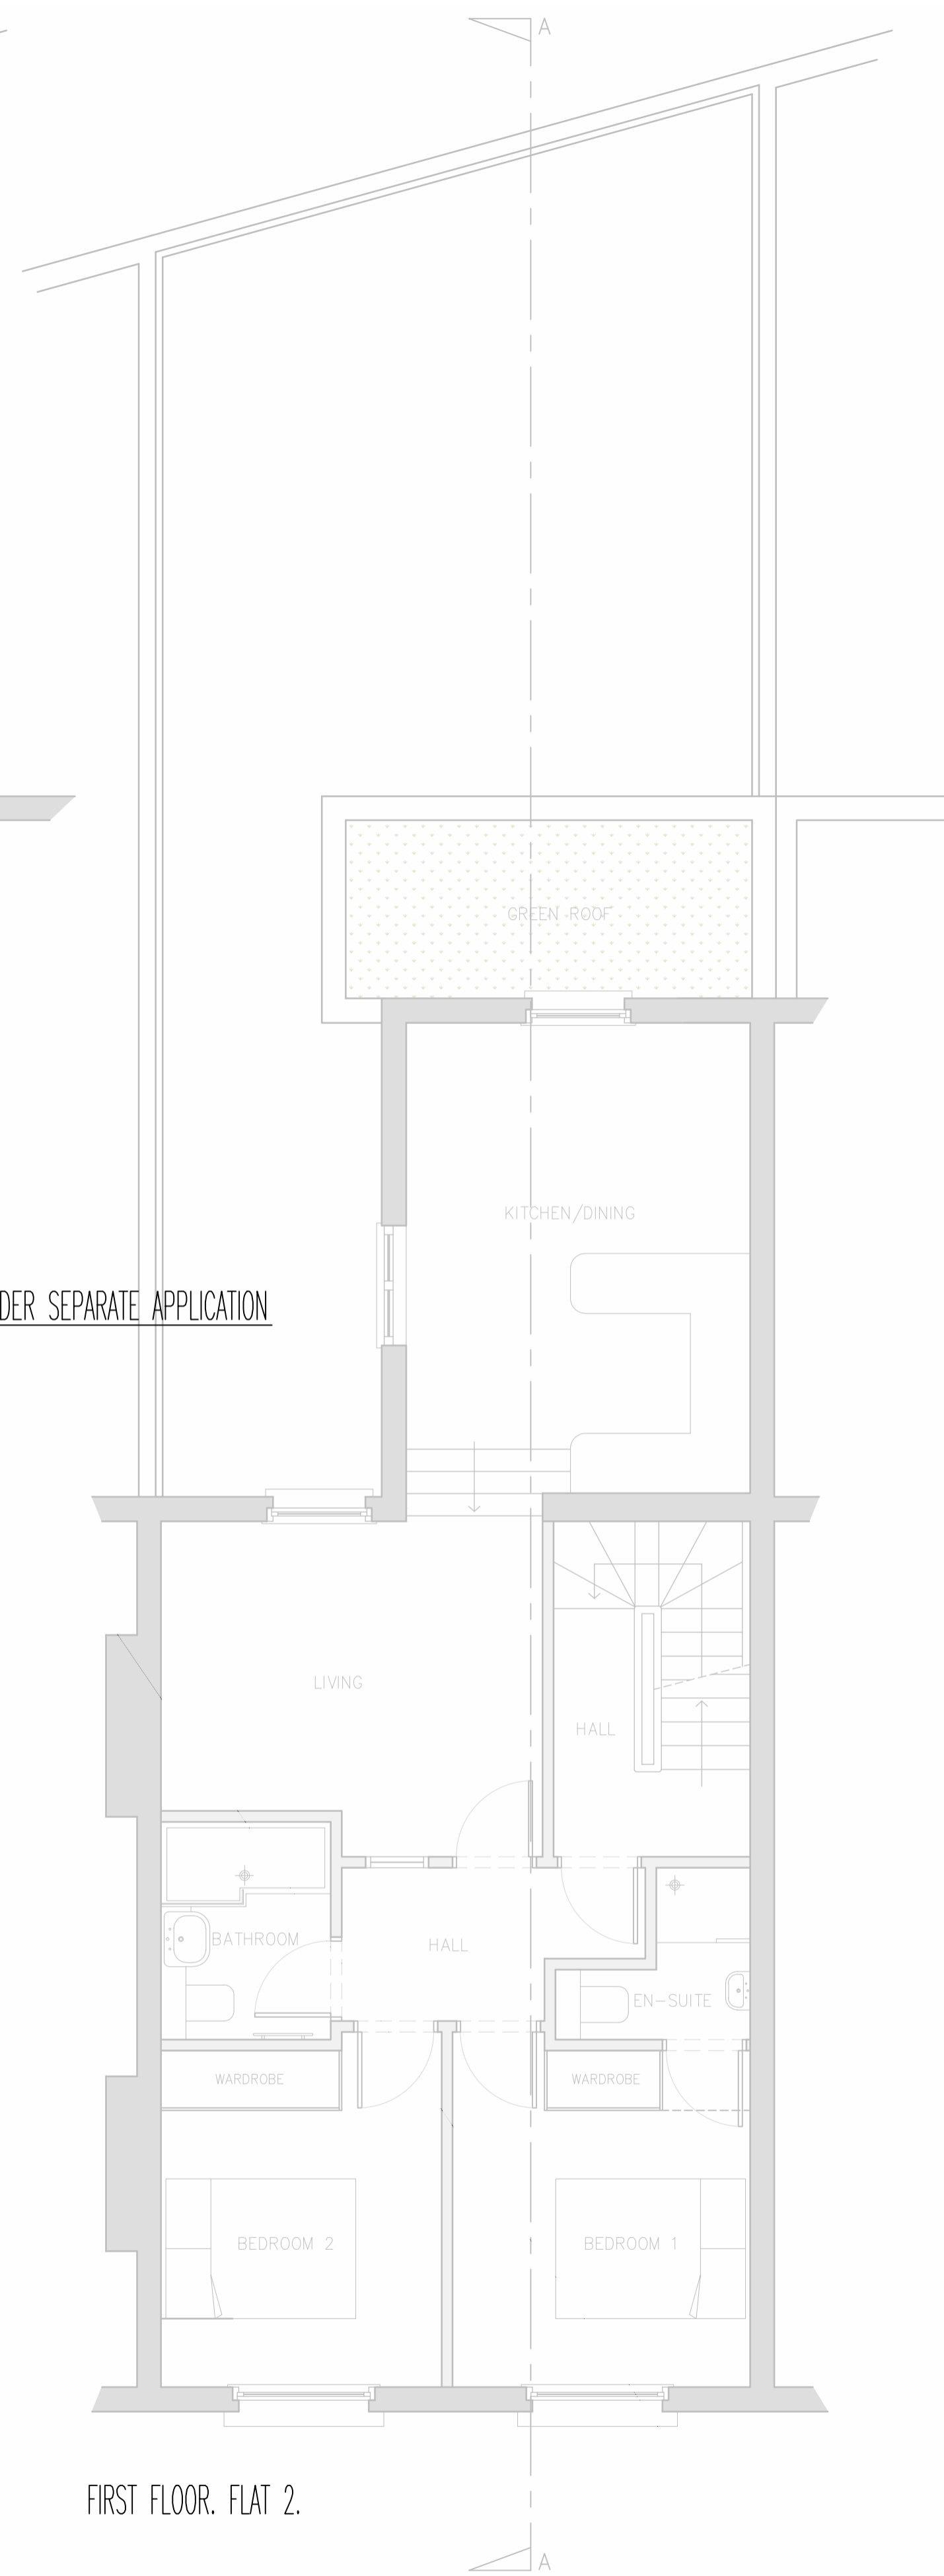 A
GREEN ROOF
KITCHEN/DINING
DER SEPARATE APPLICATION
LIVING
HALL
BATHROOM
HALL
EN-SUITE
WARDROBE
WARDROBE
BEDROOM 2
BEDROOM 1
FIRST FLOOR. FLAT 2.
A